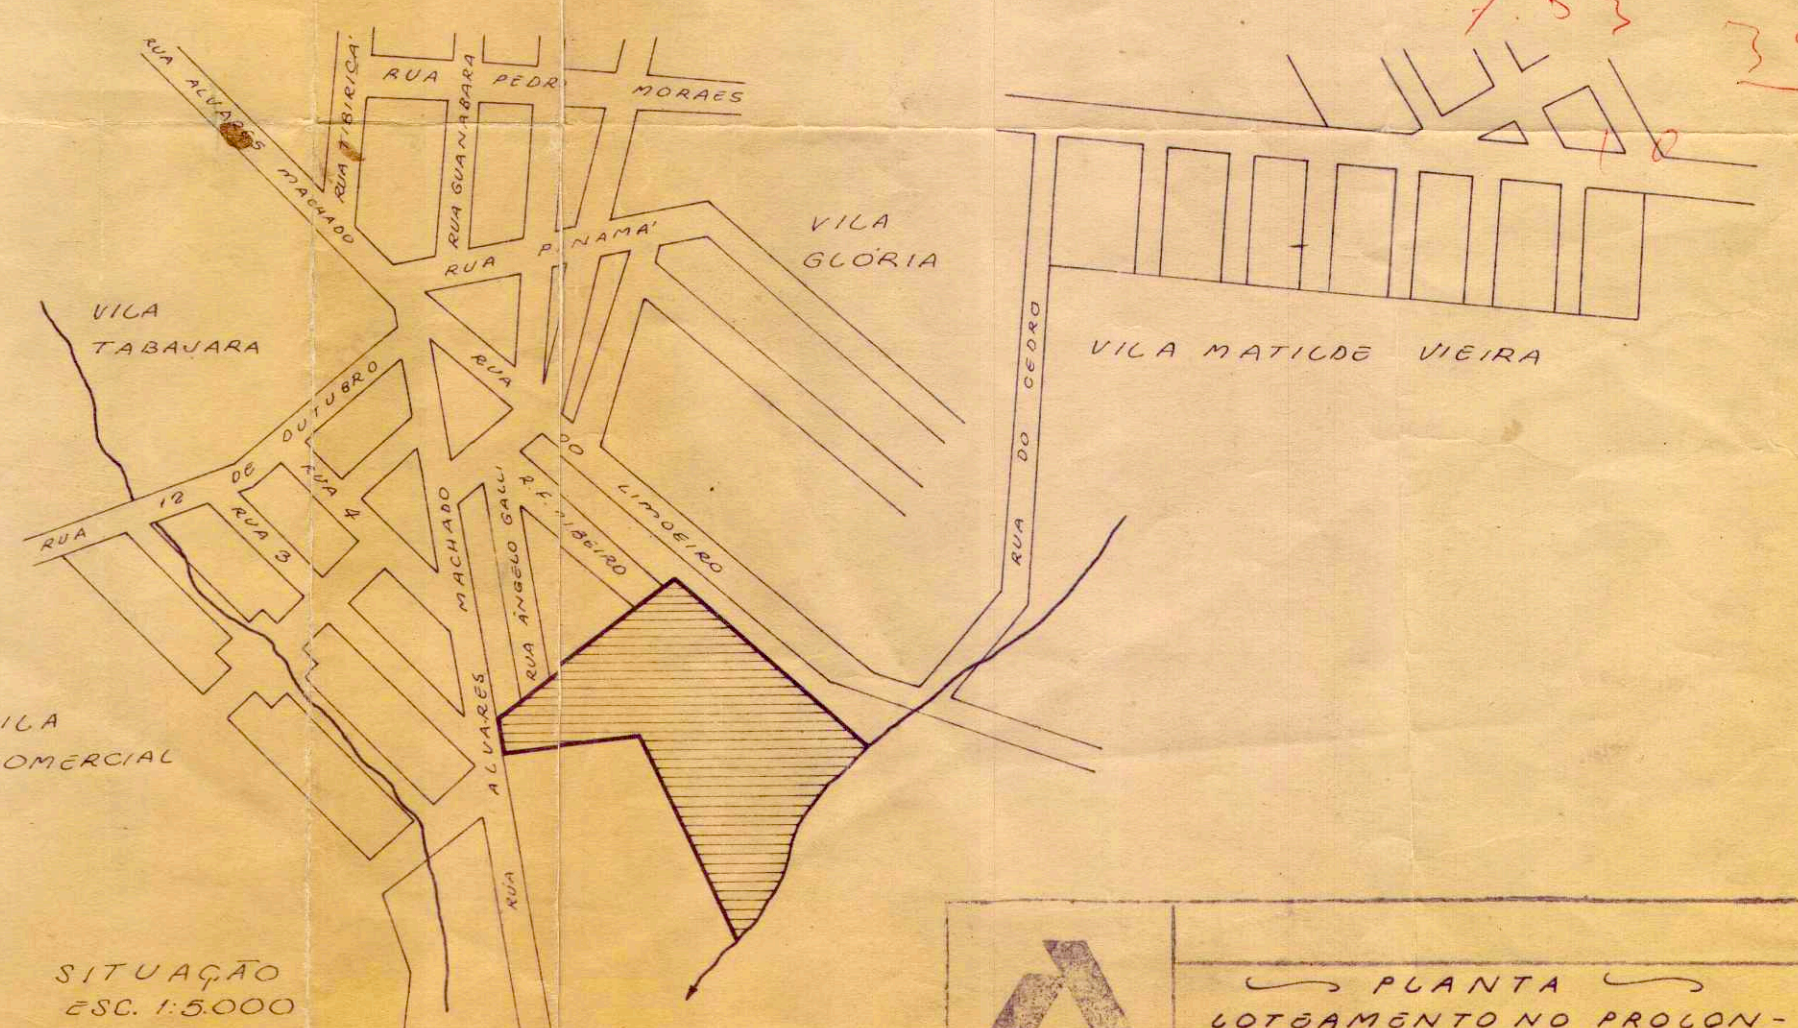 RUA ALVARES MACHADO
RUA TIBIRIÇÁ
RUA PEDR MORAES
RUA GUANABARA
RUA P NAMÁ
VILA
GLÓRIA
VILA
TABAJARA
RUA 12 DE OUTUBRO
RUA 3
RUA 4
RUA DO LIMOEIRO
RUA ALVARES MACHADO
RUA ÂNGELO GALLI
RIBEIRO
RUA DO CEDRO
VILA MATILDE VIEIRA
ILA
OMERCIAL
SITUAÇÃO
ESC. 1:5.000
PLANTA
LOTEAMENTO NO PROLON-